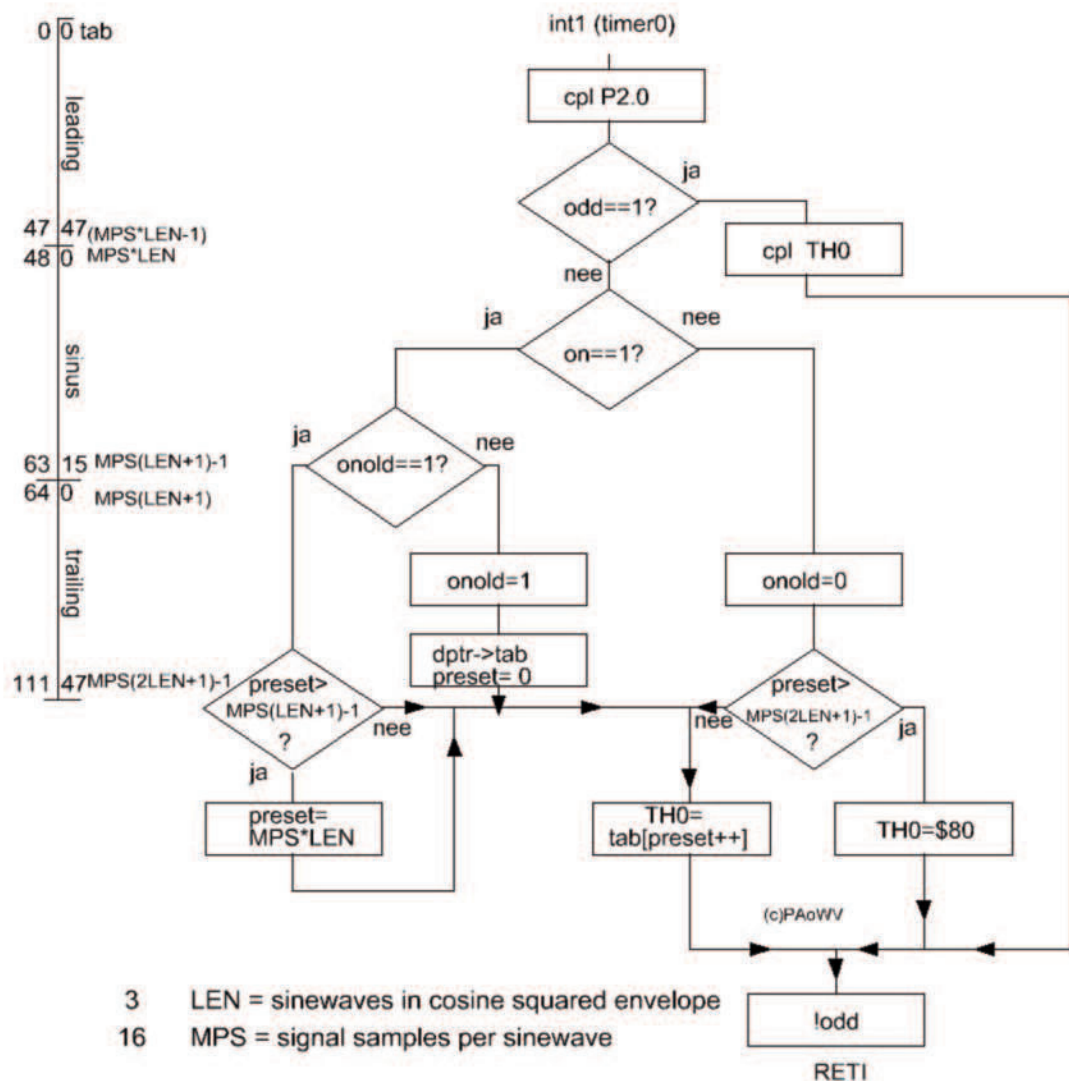 0 0 tab
leading
47 47 (MPS*LEN-1)
48 0 MPS*LEN
sinus
63 15 MPS(LEN+1)-1
64 0 MPS(LEN+1)
trailing
111 47 MPS(2LEN+1)-1
int1 (timer0)
cpl P2.0
odd==1?
ja
nee
cpl TH0
on==1?
ja
nee
onold==1?
ja
nee
onold=1
dptr->tab
preset= 0
onold=0
preset>
MPS(LEN+1)-1
?
nee
ja
preset=
MPS*LEN
preset>
MPS(2LEN+1)-1
?
nee
ja
TH0=
tab[preset++]
TH0=$80
(c)PAoWV
!odd
RETI
3 LEN = sinewaves in cosine squared envelope
16 MPS = signal samples per sinewave